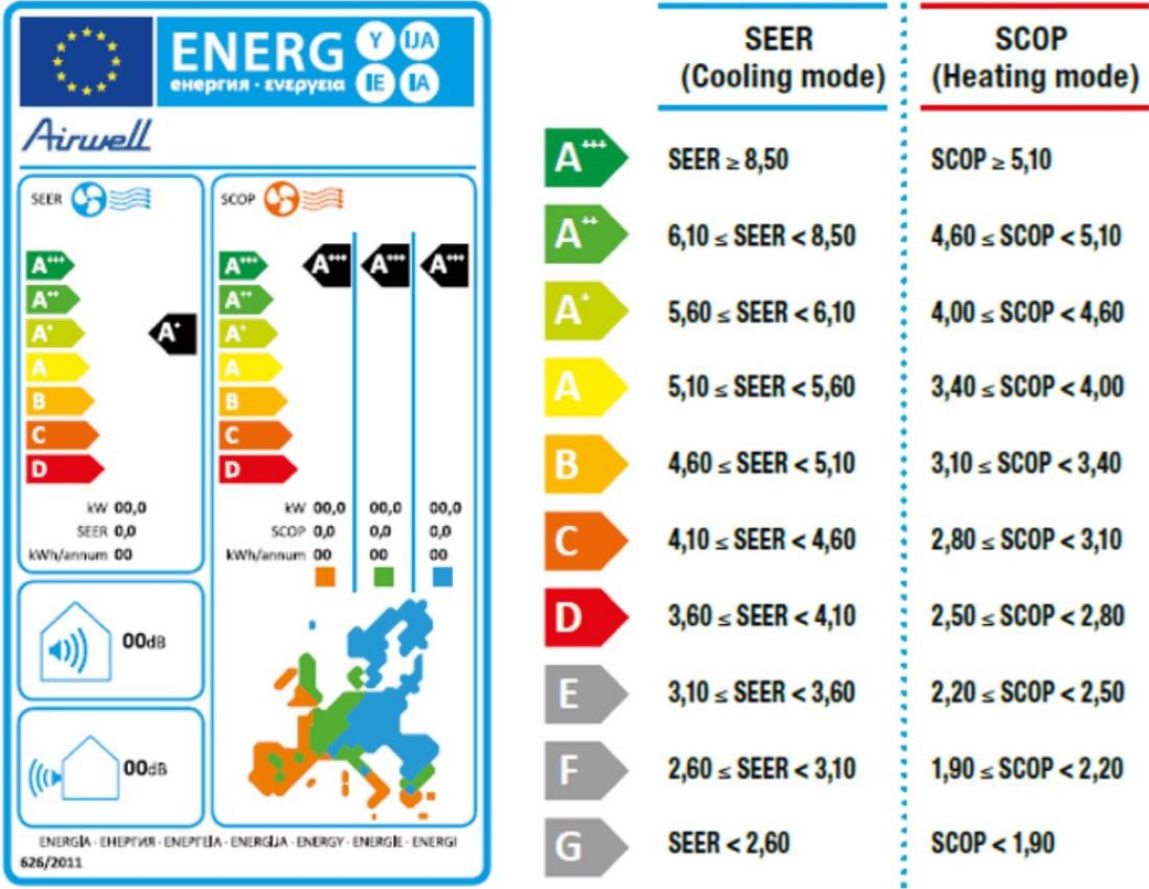 ENERG Y IJA
енергия · ενεργεια IE IA
Airwell
SEER
A+++
A++
A+
A
B
C
D
A+
kW 00,0
SEER 0,0
kWh/annum 00
SCOP
A+++
A++
A+
A
B
C
D
A+++ A+++ A+++
kW 00,0 00,0 00,0
SCOP 0,0 0,0 0,0
kWh/annum 00 00 00
00dB
00dB
626/2011
SEER
(Cooling mode)
SCOP
(Heating mode)
A+++ SEER ≥ 8,50 SCOP ≥ 5,10
A++ 6,10 ≤ SEER < 8,50 4,60 ≤ SCOP < 5,10
A+ 5,60 ≤ SEER < 6,10 4,00 ≤ SCOP < 4,60
A 5,10 ≤ SEER < 5,60 3,40 ≤ SCOP < 4,00
B 4,60 ≤ SEER < 5,10 3,10 ≤ SCOP < 3,40
C 4,10 ≤ SEER < 4,60 2,80 ≤ SCOP < 3,10
D 3,60 ≤ SEER < 4,10 2,50 ≤ SCOP < 2,80
E 3,10 ≤ SEER < 3,60 2,20 ≤ SCOP < 2,50
F 2,60 ≤ SEER < 3,10 1,90 ≤ SCOP < 2,20
G SEER < 2,60 SCOP < 1,90